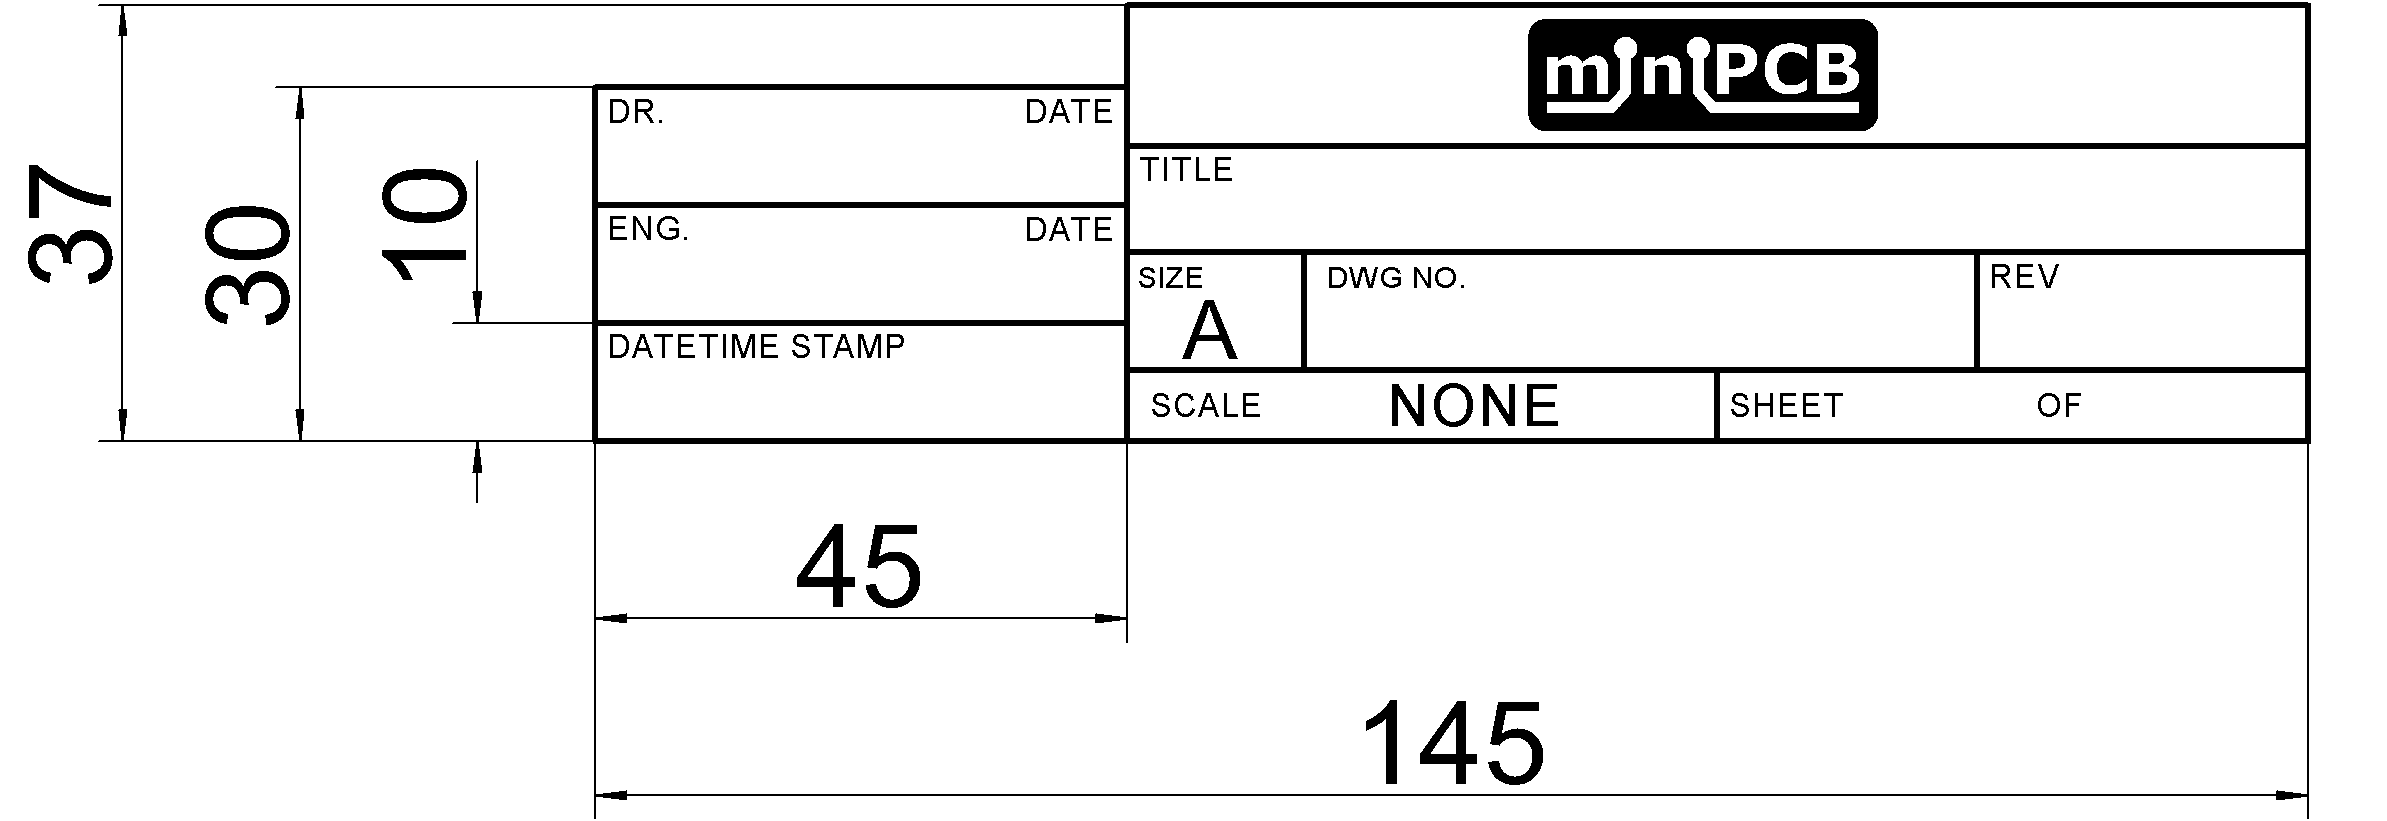 miniPCB
DR. DATE
TITLE
ENG. DATE
SIZE DWG NO. REV
A
DATETIME STAMP
SCALE NONE SHEET OF
37
30
10
45
145